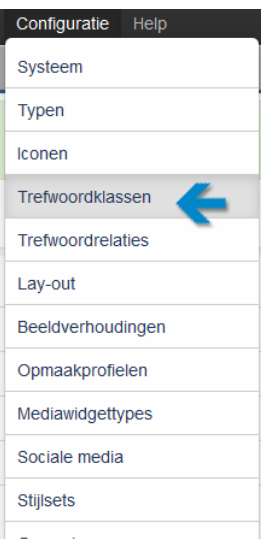 Configuratie Help
Systeem
Typen
Iconen
Trefwoordklassen
Trefwoordrelaties
Lay-out
Beeldverhoudingen
Opmaakprofielen
Mediawidgettypes
Sociale media
Stijlsets